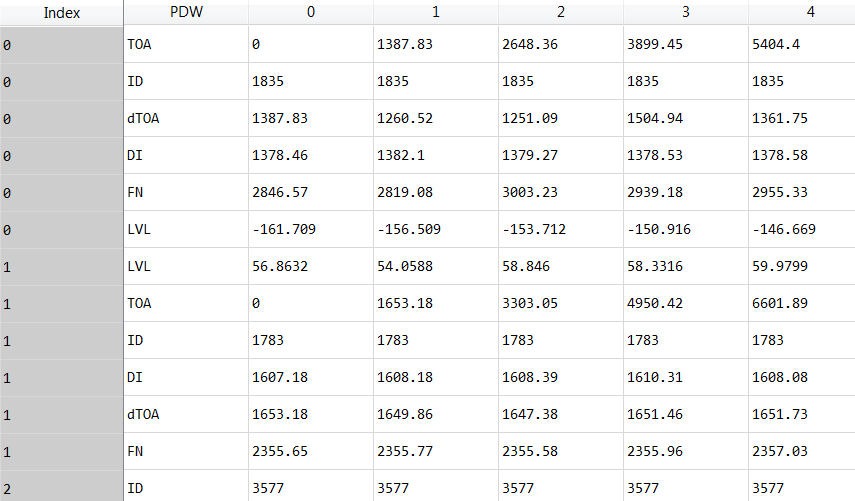 Index PDW 0 1 2 3 4
0 TOA 0 1387.83 2648.36 3899.45 5404.4
0 ID 1835 1835 1835 1835 1835
0 dTOA 1387.83 1260.52 1251.09 1504.94 1361.75
0 DI 1378.46 1382.1 1379.27 1378.53 1378.58
0 FN 2846.57 2819.08 3003.23 2939.18 2955.33
0 LVL -161.709 -156.509 -153.712 -150.916 -146.669
1 LVL 56.8632 54.0588 58.846 58.3316 59.9799
1 TOA 0 1653.18 3303.05 4950.42 6601.89
1 ID 1783 1783 1783 1783 1783
1 DI 1607.18 1608.18 1608.39 1610.31 1608.08
1 dTOA 1653.18 1649.86 1647.38 1651.46 1651.73
1 FN 2355.65 2355.77 2355.58 2355.96 2357.03
2 ID 3577 3577 3577 3577 3577